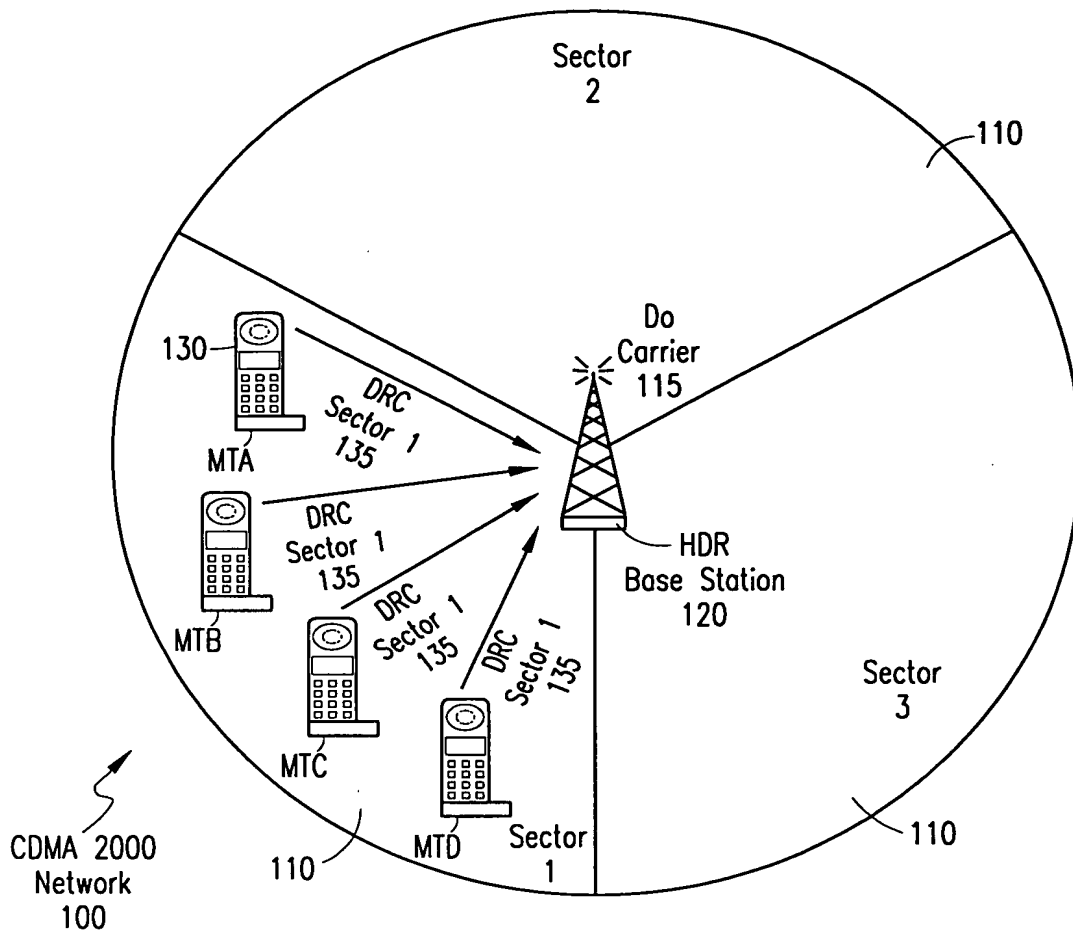 Sector
2
110
Do
Carrier
115
130
DRC
Sector 1
135
MTA
DRC
Sector 1
135
MTB
DRC
Sector 1
135
MTC
DRC
Sector 1
135
MTD
HDR
Base Station
120
Sector
3
110
Sector
1
110
CDMA 2000
Network
100